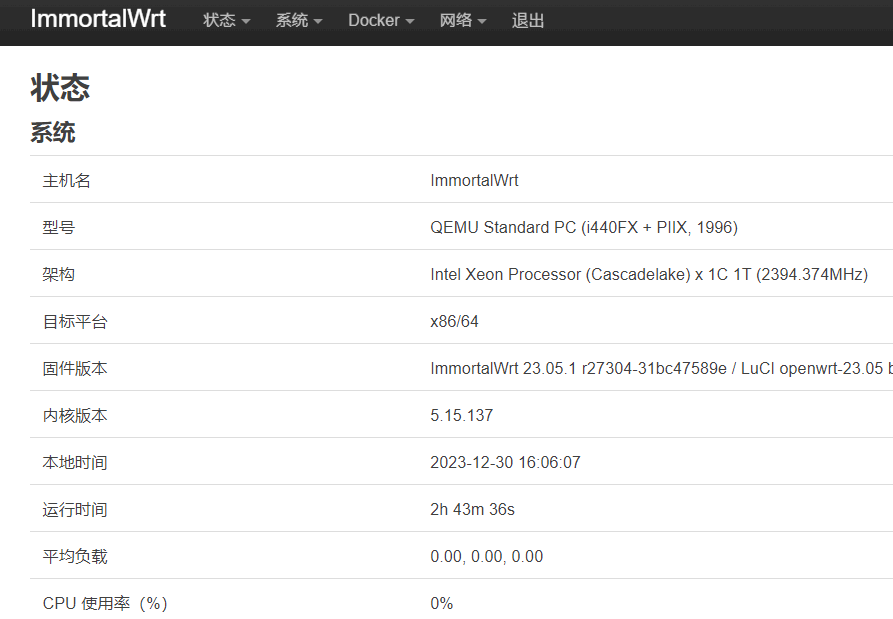 ImmortalWrt 状态 系统 Docker 网络 退出
状态
系统
主机名 ImmortalWrt
型号 QEMU Standard PC (i440FX + PIIX, 1996)
架构 Intel Xeon Processor (Cascadelake) x 1C 1T (2394.374MHz)
目标平台 x86/64
固件版本 ImmortalWrt 23.05.1 r27304-31bc47589e / LuCI openwrt-23.05 b
内核版本 5.15.137
本地时间 2023-12-30 16:06:07
运行时间 2h 43m 36s
平均负载 0.00, 0.00, 0.00
CPU 使用率（%） 0%